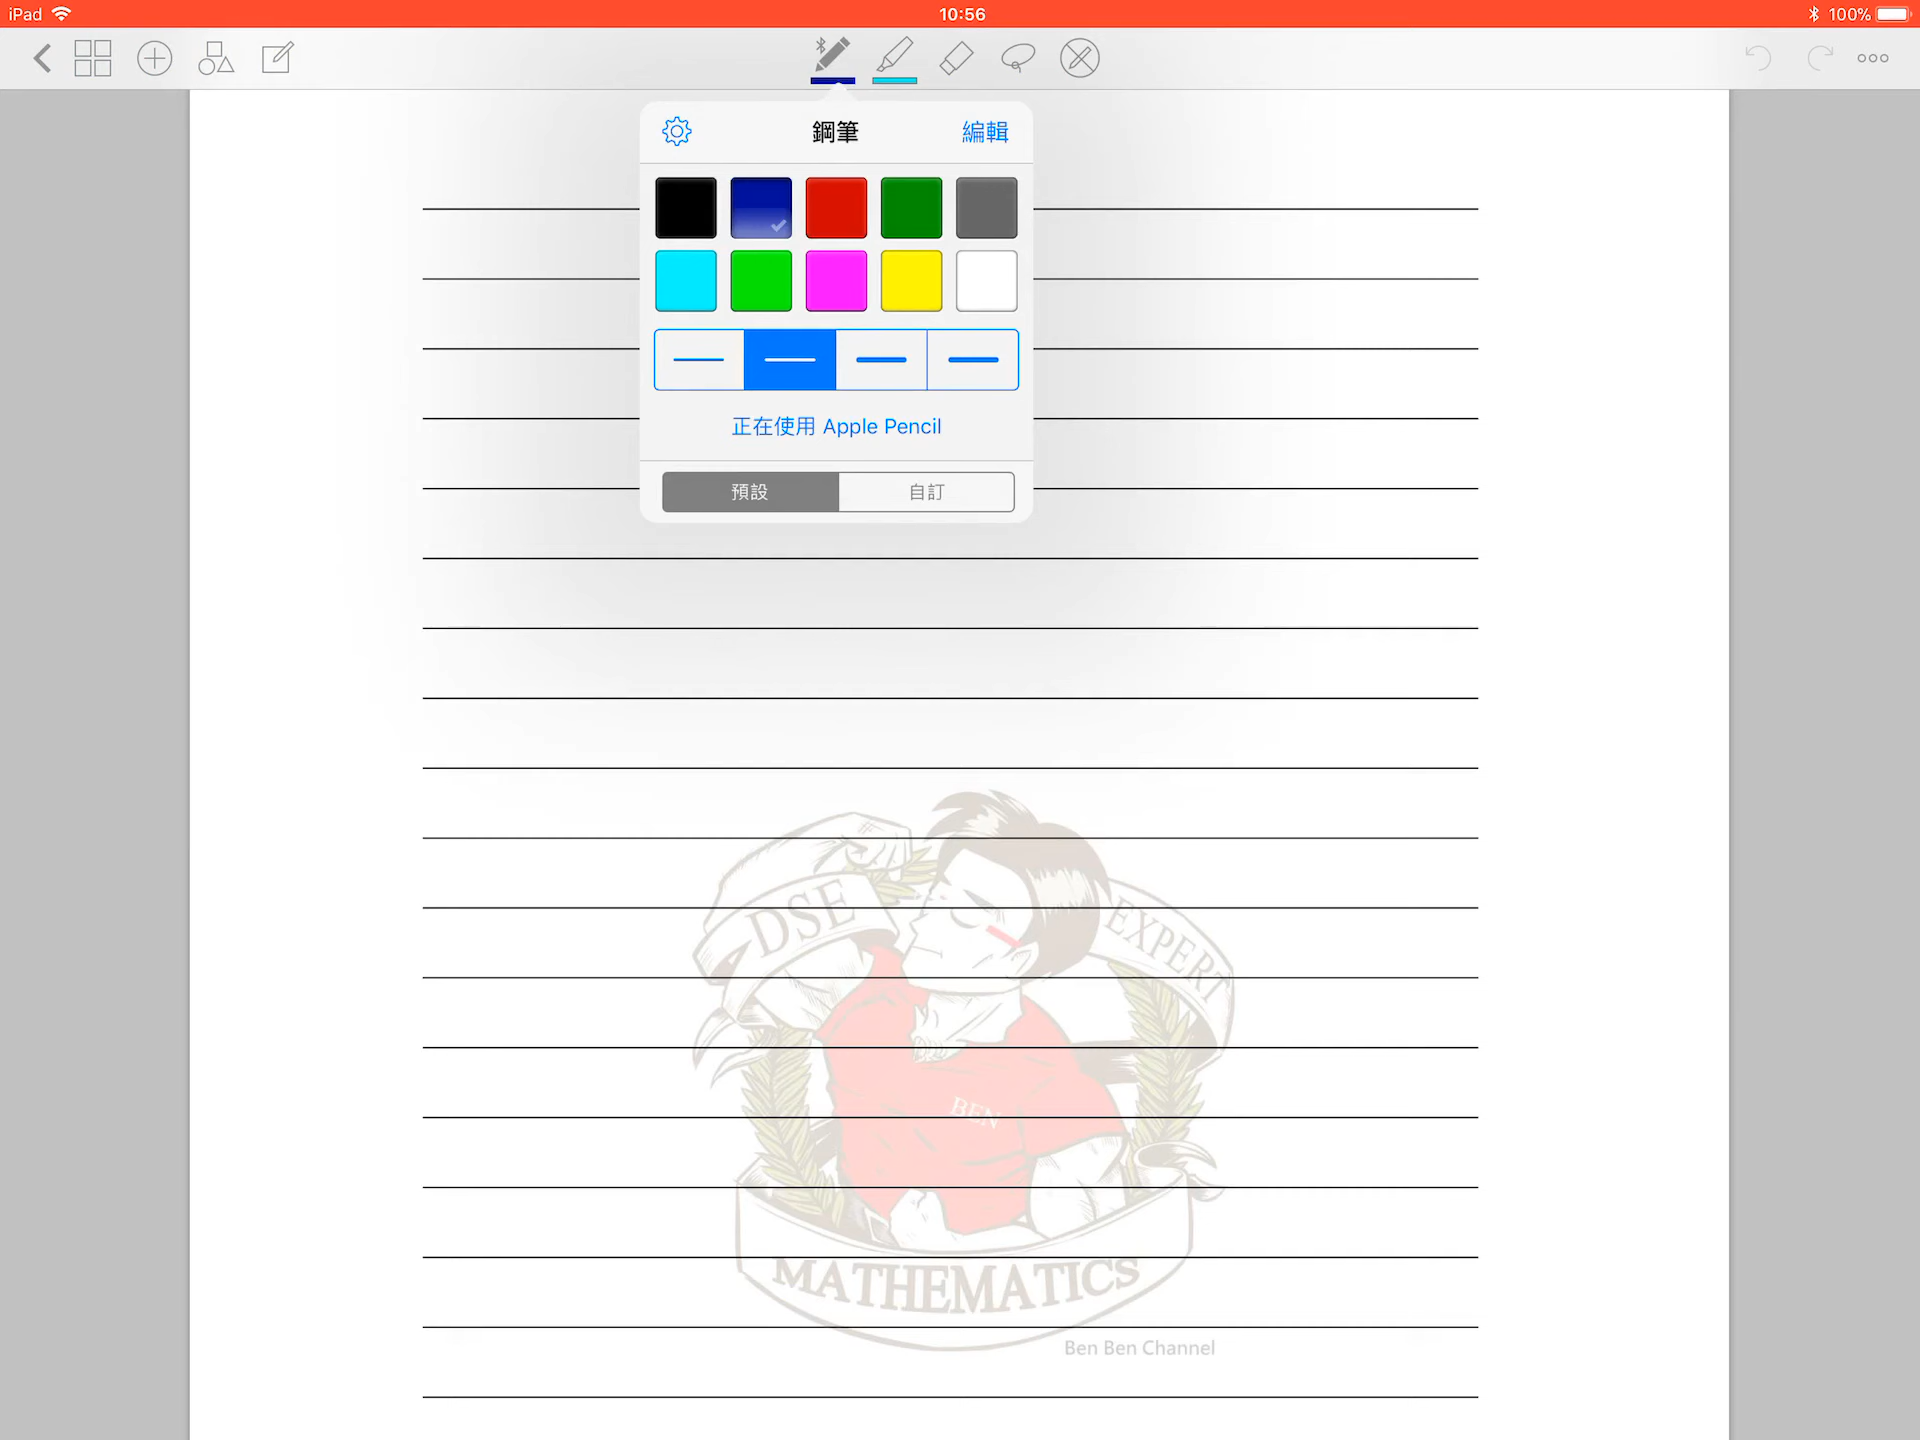 iPad 10:56 100%
鋼筆 編輯
正在使用 Apple Pencil
預設 自訂
DSE EXPERT
BEN
MATHEMATICS
Ben Ben Channel